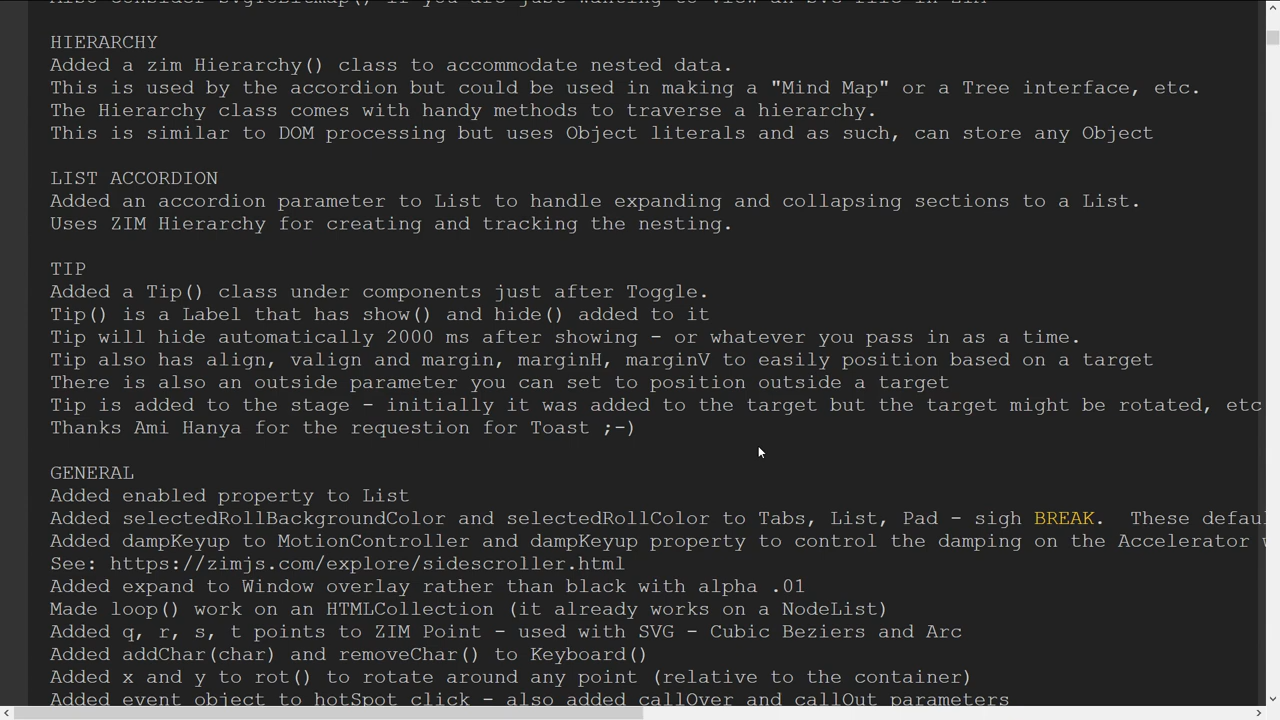 HIERARCHY
Added a zim Hierarchy() class to accommodate nested data.
This is used by the accordion but could be used in making a "Mind Map" or a Tree interface, etc.
The Hierarchy class comes with handy methods to traverse a hierarchy.
This is similar to DOM processing but uses Object literals and as such, can store any Object
LIST ACCORDION
Added an accordion parameter to List to handle expanding and collapsing sections to a List.
Uses ZIM Hierarchy for creating and tracking the nesting.
TIP
Added a Tip() class under components just after Toggle.
Tip() is a Label that has show() and hide() added to it
Tip will hide automatically 2000 ms after showing - or whatever you pass in as a time.
Tip also has align, valign and margin, marginH, marginV to easily position based on a target
There is also an outside parameter you can set to position outside a target
Tip is added to the stage - initially it was added to the target but the target might be rotated, etc
Thanks Ami Hanya for the requestion for Toast ;-)
GENERAL
Added enabled property to List
Added selectedRollBackgroundColor and selectedRollColor to Tabs, List, Pad - sigh BREAK. These
Added dampKeyup to MotionController and dampKeyup property to control the damping on the Accelerator
See: https://zimjs.com/explore/sidescroller.html
Added expand to Window overlay rather than black with alpha .01
Made loop() work on an HTMLCollection (it already works on a NodeList)
Added q, r, s, t points to ZIM Point - used with SVG - Cubic Beziers and Arc
Added addChar(char) and removeChar() to Keyboard()
Added x and y to rot() to rotate around any point (relative to the container)
Added event object to hotSpot click - also added callOver and callOut parameters